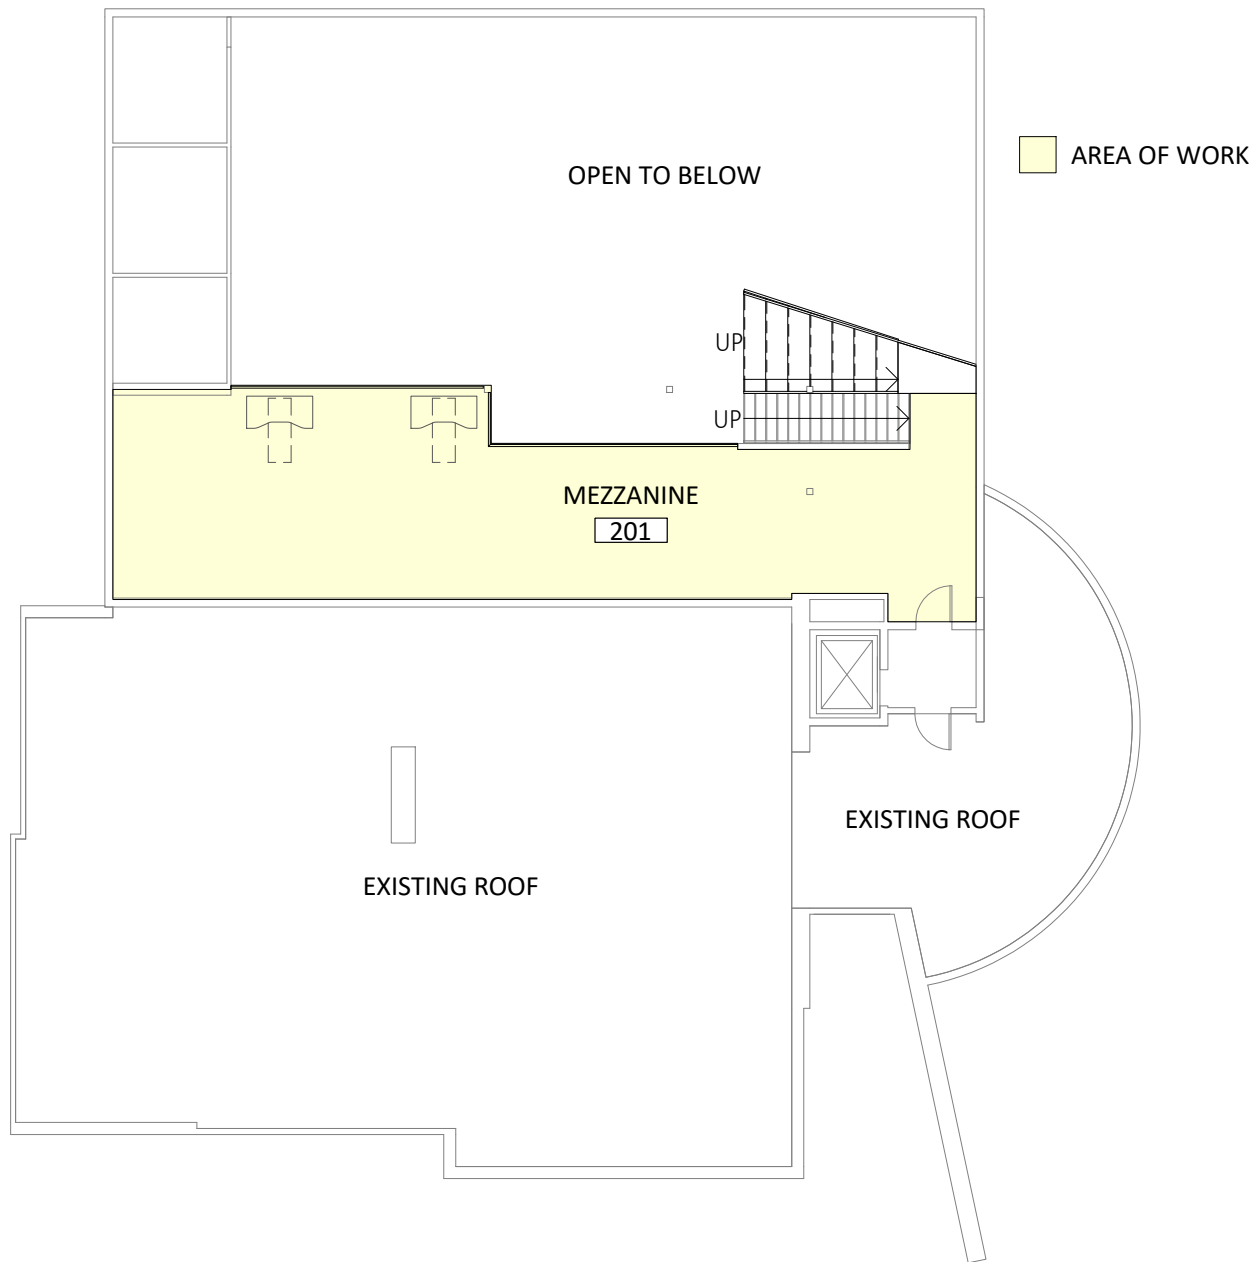 AREA OF WORK
OPEN TO BELOW
UP
UP
MEZZANINE
201
EXISTING ROOF
EXISTING ROOF